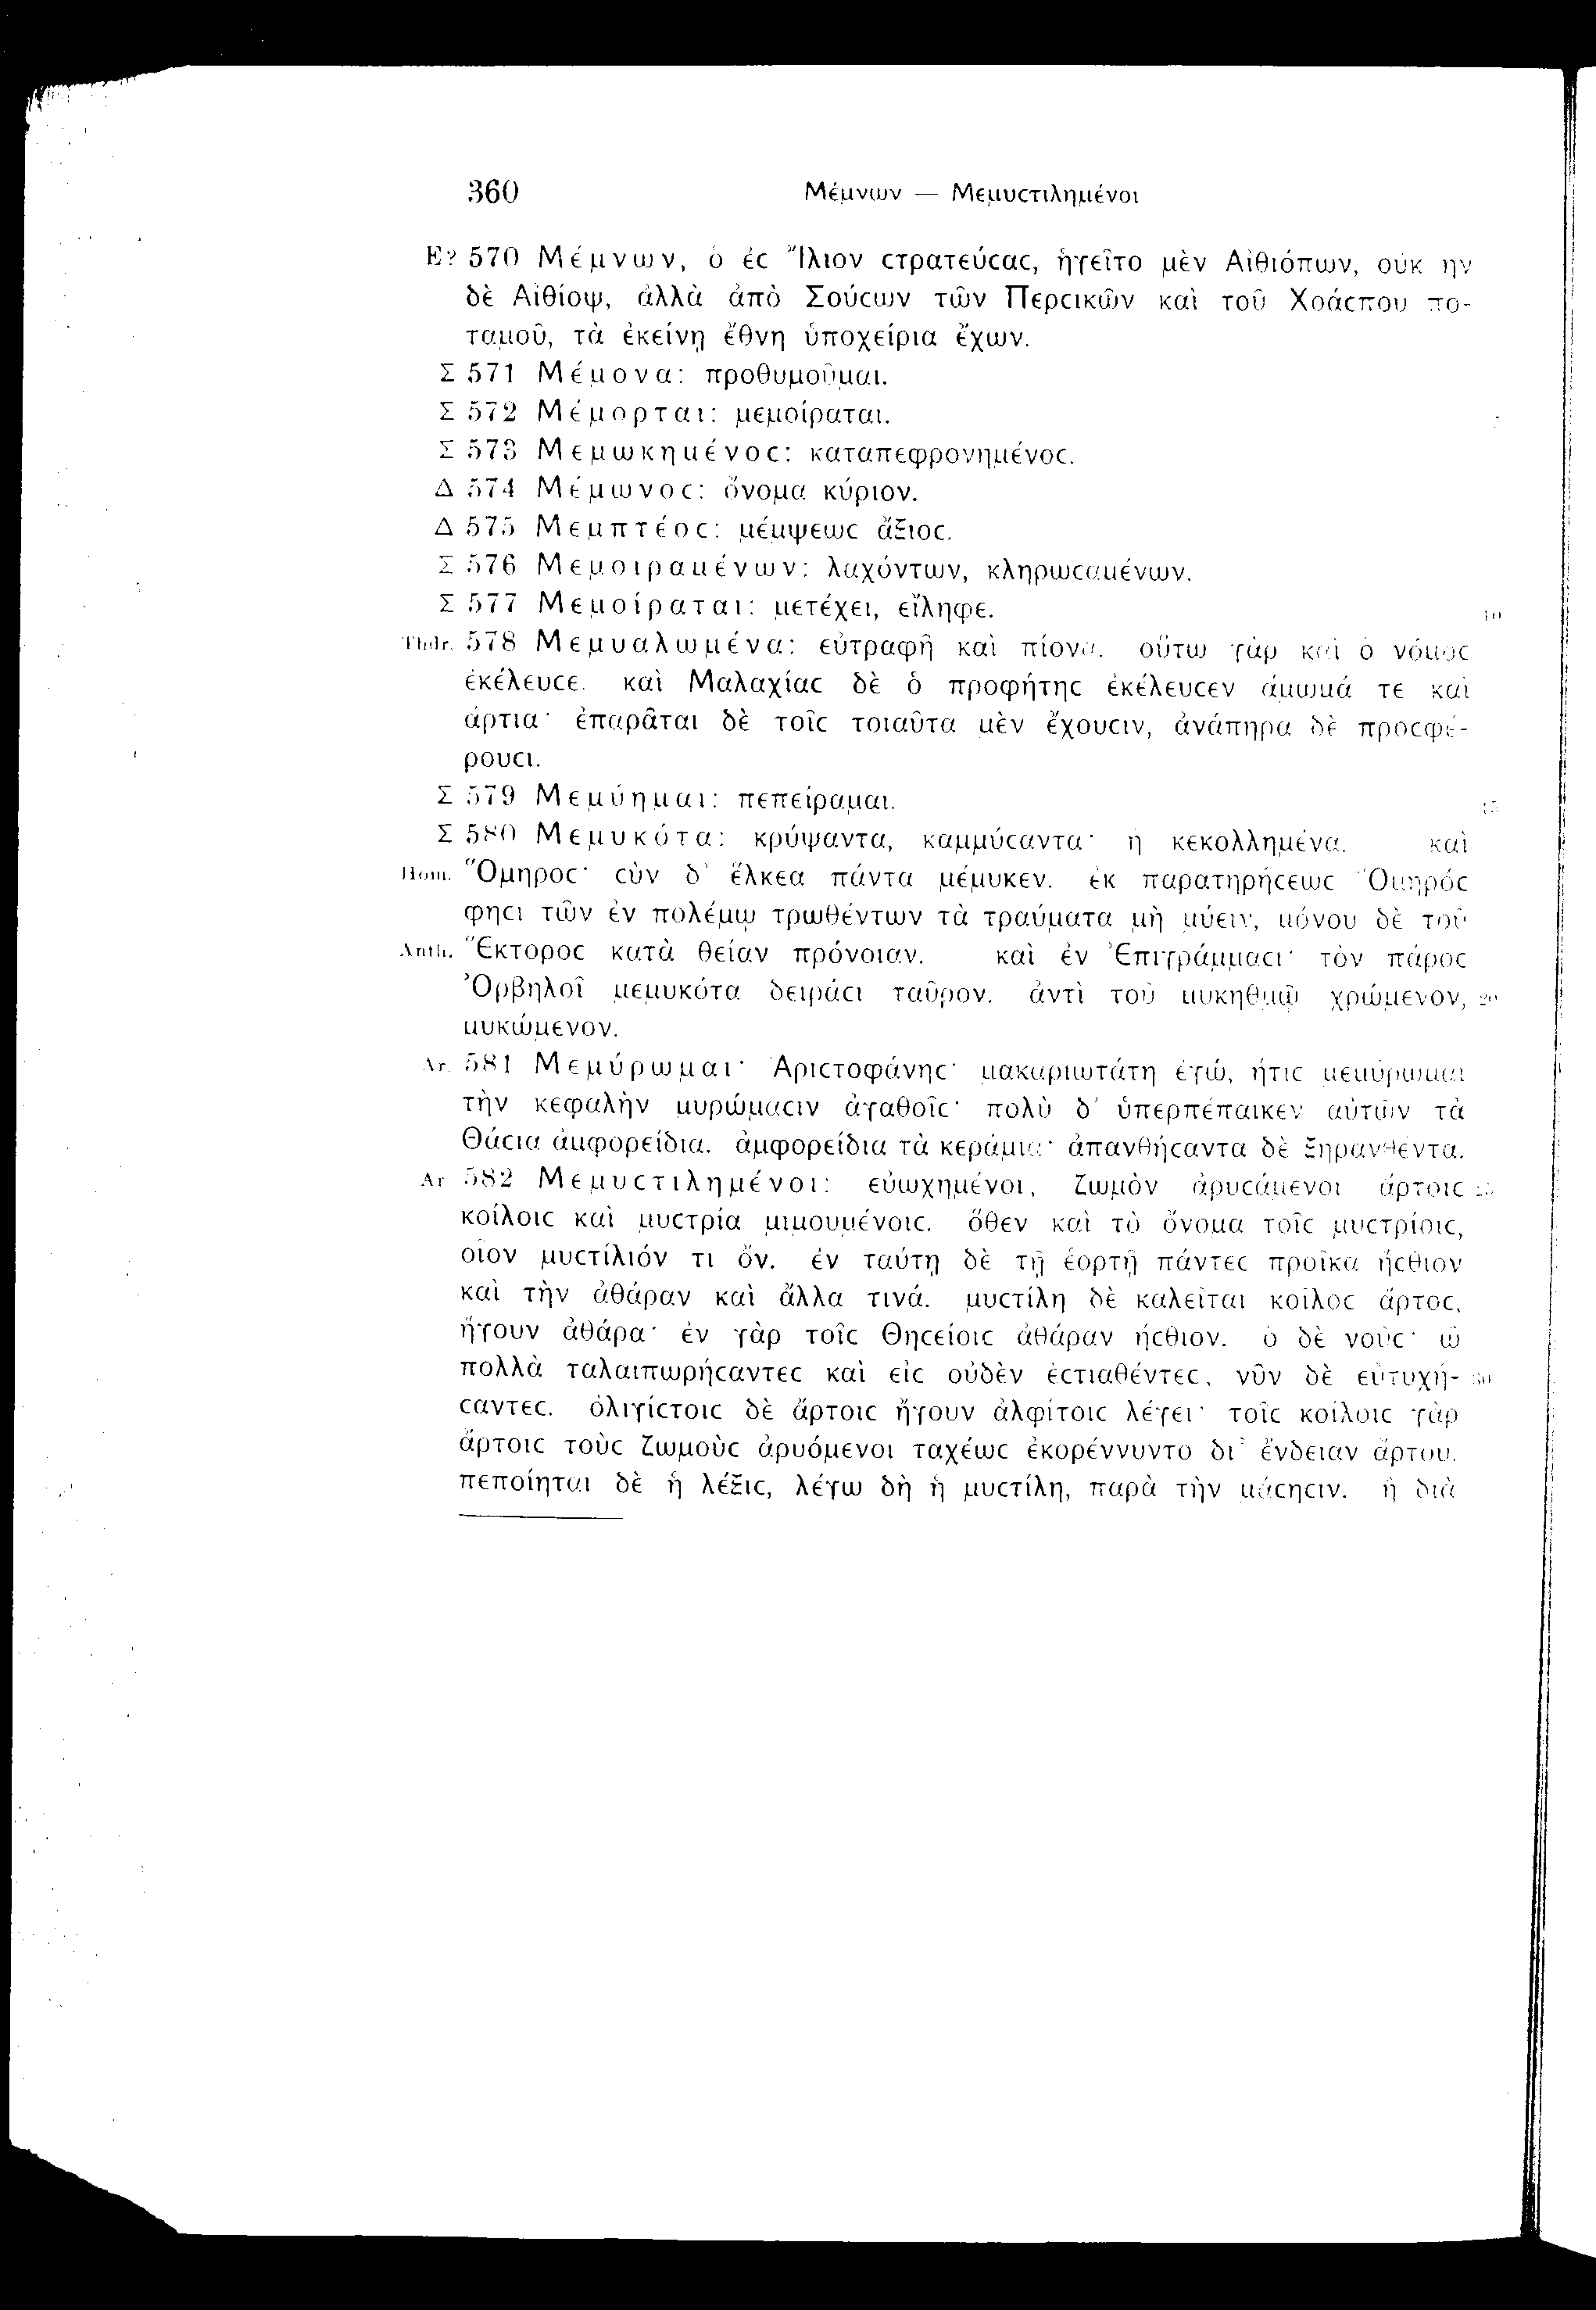 360 Μέμνων — Μεμυϲτιλημένοι
E? 570 Μέμνων, ὁ ἐϲ Ἴλιον ϲτρατεύϲαϲ, ἡγεῖτο μὲν Αἰθιόπων, οὐκ ἦν
δὲ Αἰθίοψ, ἀλλὰ ἀπὸ Σούϲων τῶν Περϲικῶν καὶ τοῦ Χοάϲπου πο-
ταμοῦ, τὰ ἐκείνῃ ἔθνη ὑποχείρια ἔχων.
Σ 571 Μέμονα: προθυμοῦμαι.
Σ 572 Μέμορται: μεμοίραται.
Σ 573 Μεμωκημένοϲ: καταπεφρονημένοϲ.
Δ 574 Μέμωνοϲ: ὄνομα κύριον.
Δ 575 Μεμπτέοϲ: μέμψεωϲ ἄξιοϲ.
Σ 576 Μεμοιραμένων: λαχόντων, κληρωϲαμένων.
Σ 577 Μεμοίραται: μετέχει, εἴληφε. 10
Thdr. 578 Μεμυαλωμένα: εὐτραφῆ καὶ πίονα. οὕτω γὰρ καὶ ὁ νόμοϲ
ἐκέλευϲε. καὶ Μαλαχίαϲ δὲ ὁ προφήτηϲ ἐκέλευϲεν ἄμωμά τε καὶ
ἄρτια· ἐπαρᾶται δὲ τοῖϲ τοιαῦτα μὲν ἔχουϲιν, ἀνάπηρα δὲ προϲφέ-
ρουϲι.
Σ 579 Μεμύημαι: πεπείραμαι. 15
Σ 580 Μεμυκότα: κρύψαντα, καμμύϲαντα· ἢ κεκολλημένα. καὶ
Hom. Ὅμηροϲ· ϲὺν δ' ἕλκεα πάντα μέμυκεν. ἐκ παρατηρήϲεωϲ Ὅμηρόϲ
φηϲι τῶν ἐν πολέμῳ τρωθέντων τὰ τραύματα μὴ μύειν, μόνου δὲ τοῦ
Anth. Ἕκτοροϲ κατὰ θείαν πρόνοιαν. καὶ ἐν Ἐπιγράμμαϲι· τὸν πάροϲ
Ὀρβηλοῖ μεμυκότα δειράϲι ταῦρον. ἀντὶ τοῦ μυκηθμῷ χρώμενον, 20
μυκώμενον.
Ar. 581 Μεμύρωμαι· Ἀριϲτοφάνηϲ· μακαριωτάτη ἐγώ, ἥτιϲ μεμύρωμαι
τὴν κεφαλὴν μυρώμαϲιν ἀγαθοῖϲ· πολὺ δ' ὑπερπέπαικεν αὐτῶν τὰ
Θάϲια ἀμφορείδια. ἀμφορείδια τὰ κεράμια· ἀπανθήϲαντα δὲ ξηρανθέντα.
Ar 582 Μεμυϲτιλημένοι: εὐωχημένοι, ζωμὸν ἀρυϲάμενοι ἄρτοιϲ 25
κοίλοιϲ καὶ μυϲτρία μιμουμένοιϲ. ὅθεν καὶ τὸ ὄνομα τοῖϲ μυϲτρίοιϲ,
οἷον μυϲτίλιόν τι ὄν. ἐν ταύτῃ δὲ τῇ ἑορτῇ πάντεϲ προῖκα ἤϲθιον
καὶ τὴν ἀθάραν καὶ ἄλλα τινά. μυϲτίλη δὲ καλεῖται κοῖλοϲ ἄρτοϲ,
ἤγουν ἀθάρα· ἐν γὰρ τοῖϲ Θηϲείοιϲ ἀθάραν ἤϲθιον. ὁ δὲ νοῦϲ· ὦ
πολλὰ ταλαιπωρήϲαντεϲ καὶ εἰϲ οὐδὲν ἑϲτιαθέντεϲ, νῦν δὲ εὐτυχή- 30
ϲαντεϲ. ὀλιγίϲτοιϲ δὲ ἄρτοιϲ ἤγουν ἀλφίτοιϲ λέγει· τοῖϲ κοίλοιϲ γὰρ
ἄρτοιϲ τοὺϲ ζωμοὺϲ ἀρυόμενοι ταχέωϲ ἐκορέννυντο δι' ἔνδειαν ἄρτου.
πεποίηται δὲ ἡ λέξιϲ, λέγω δὴ ἡ μυϲτίλη, παρὰ τὴν μάϲηϲιν. ἢ διὰ